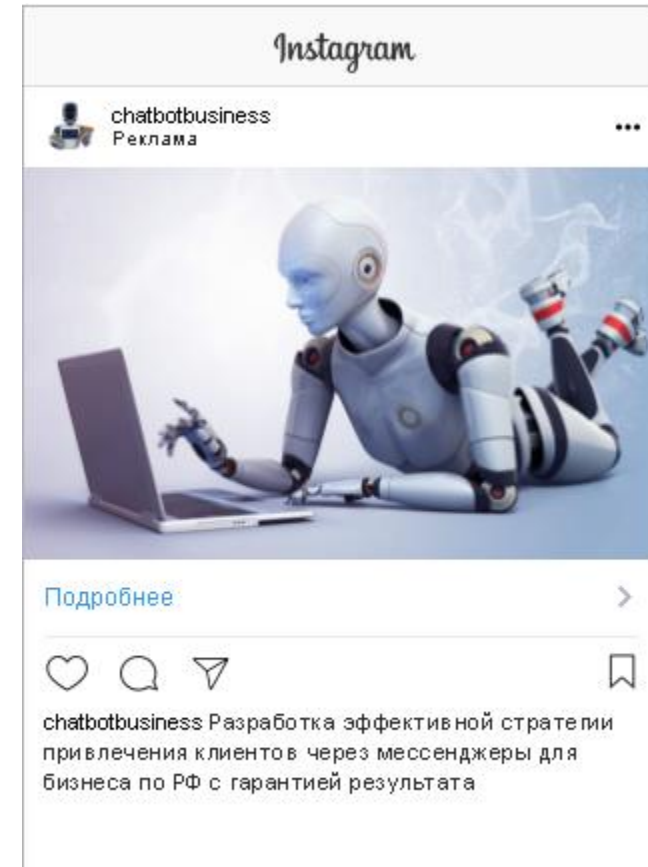 Instagram
chatbotbusiness
Реклама
Подробнее
chatbotbusiness Разработка эффективной стратегии
привлечения клиентов через мессенджеры для
бизнеса по РФ с гарантией результата